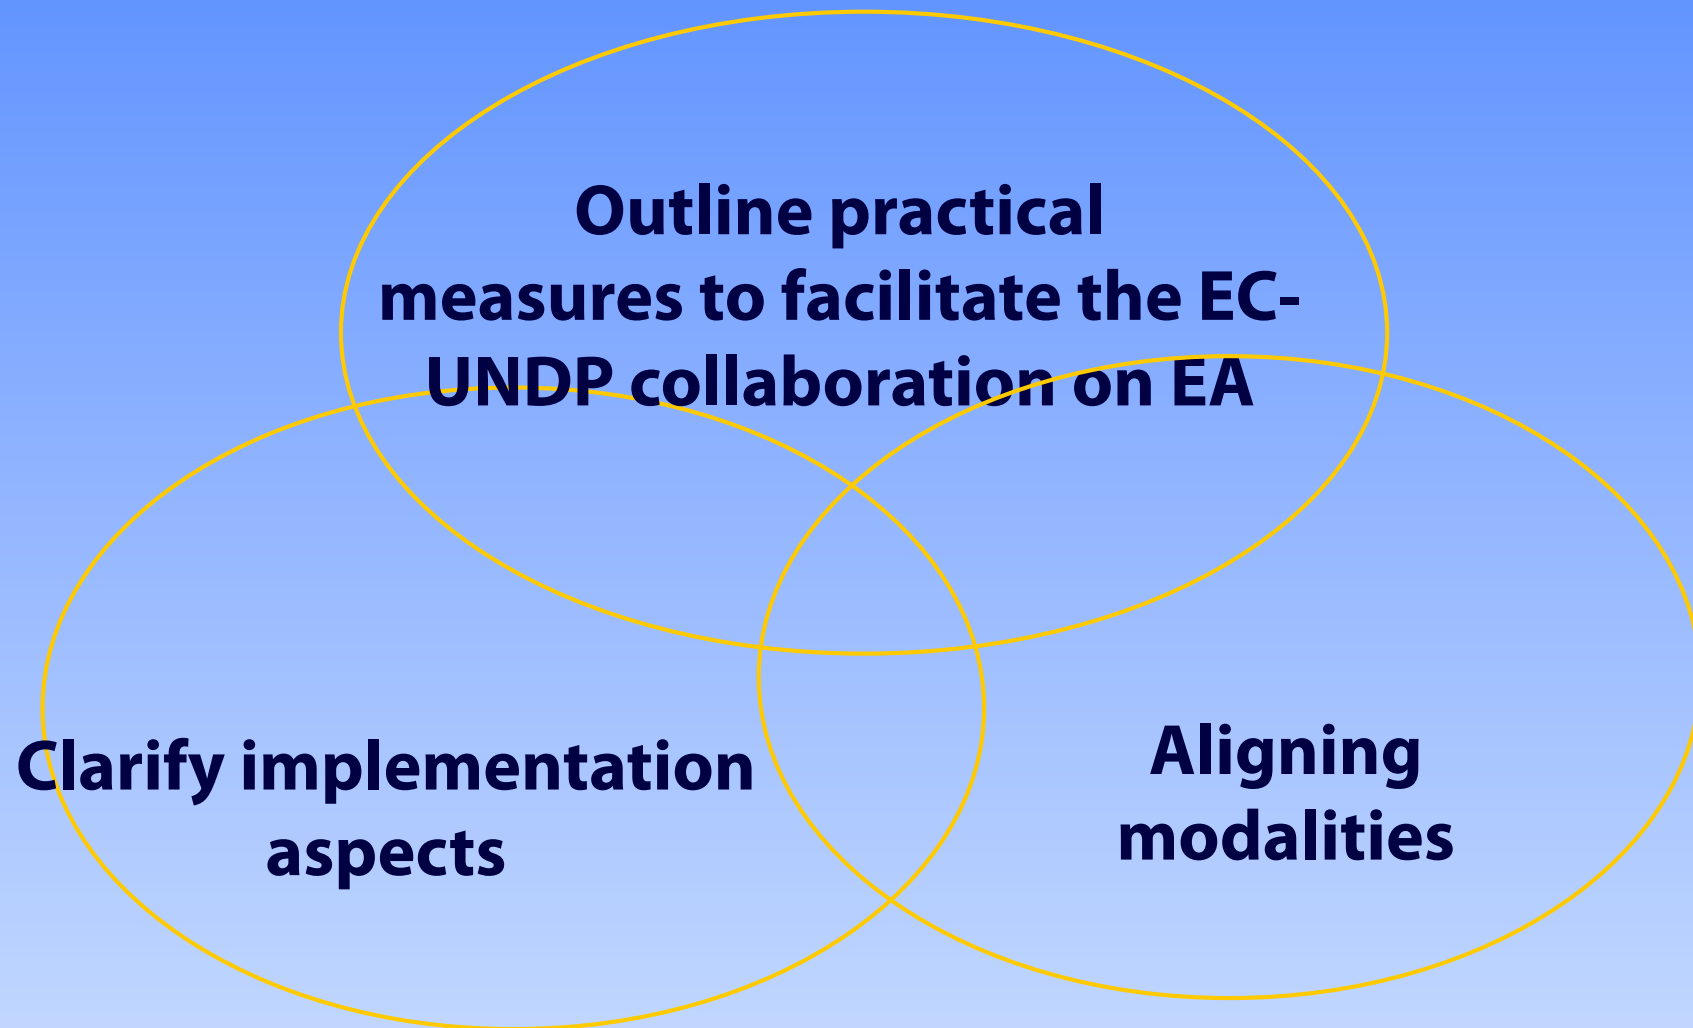 Outline practical
measures to facilitate the EC-
UNDP collaboration on EA
Clarify implementation
aspects
Aligning
modalities